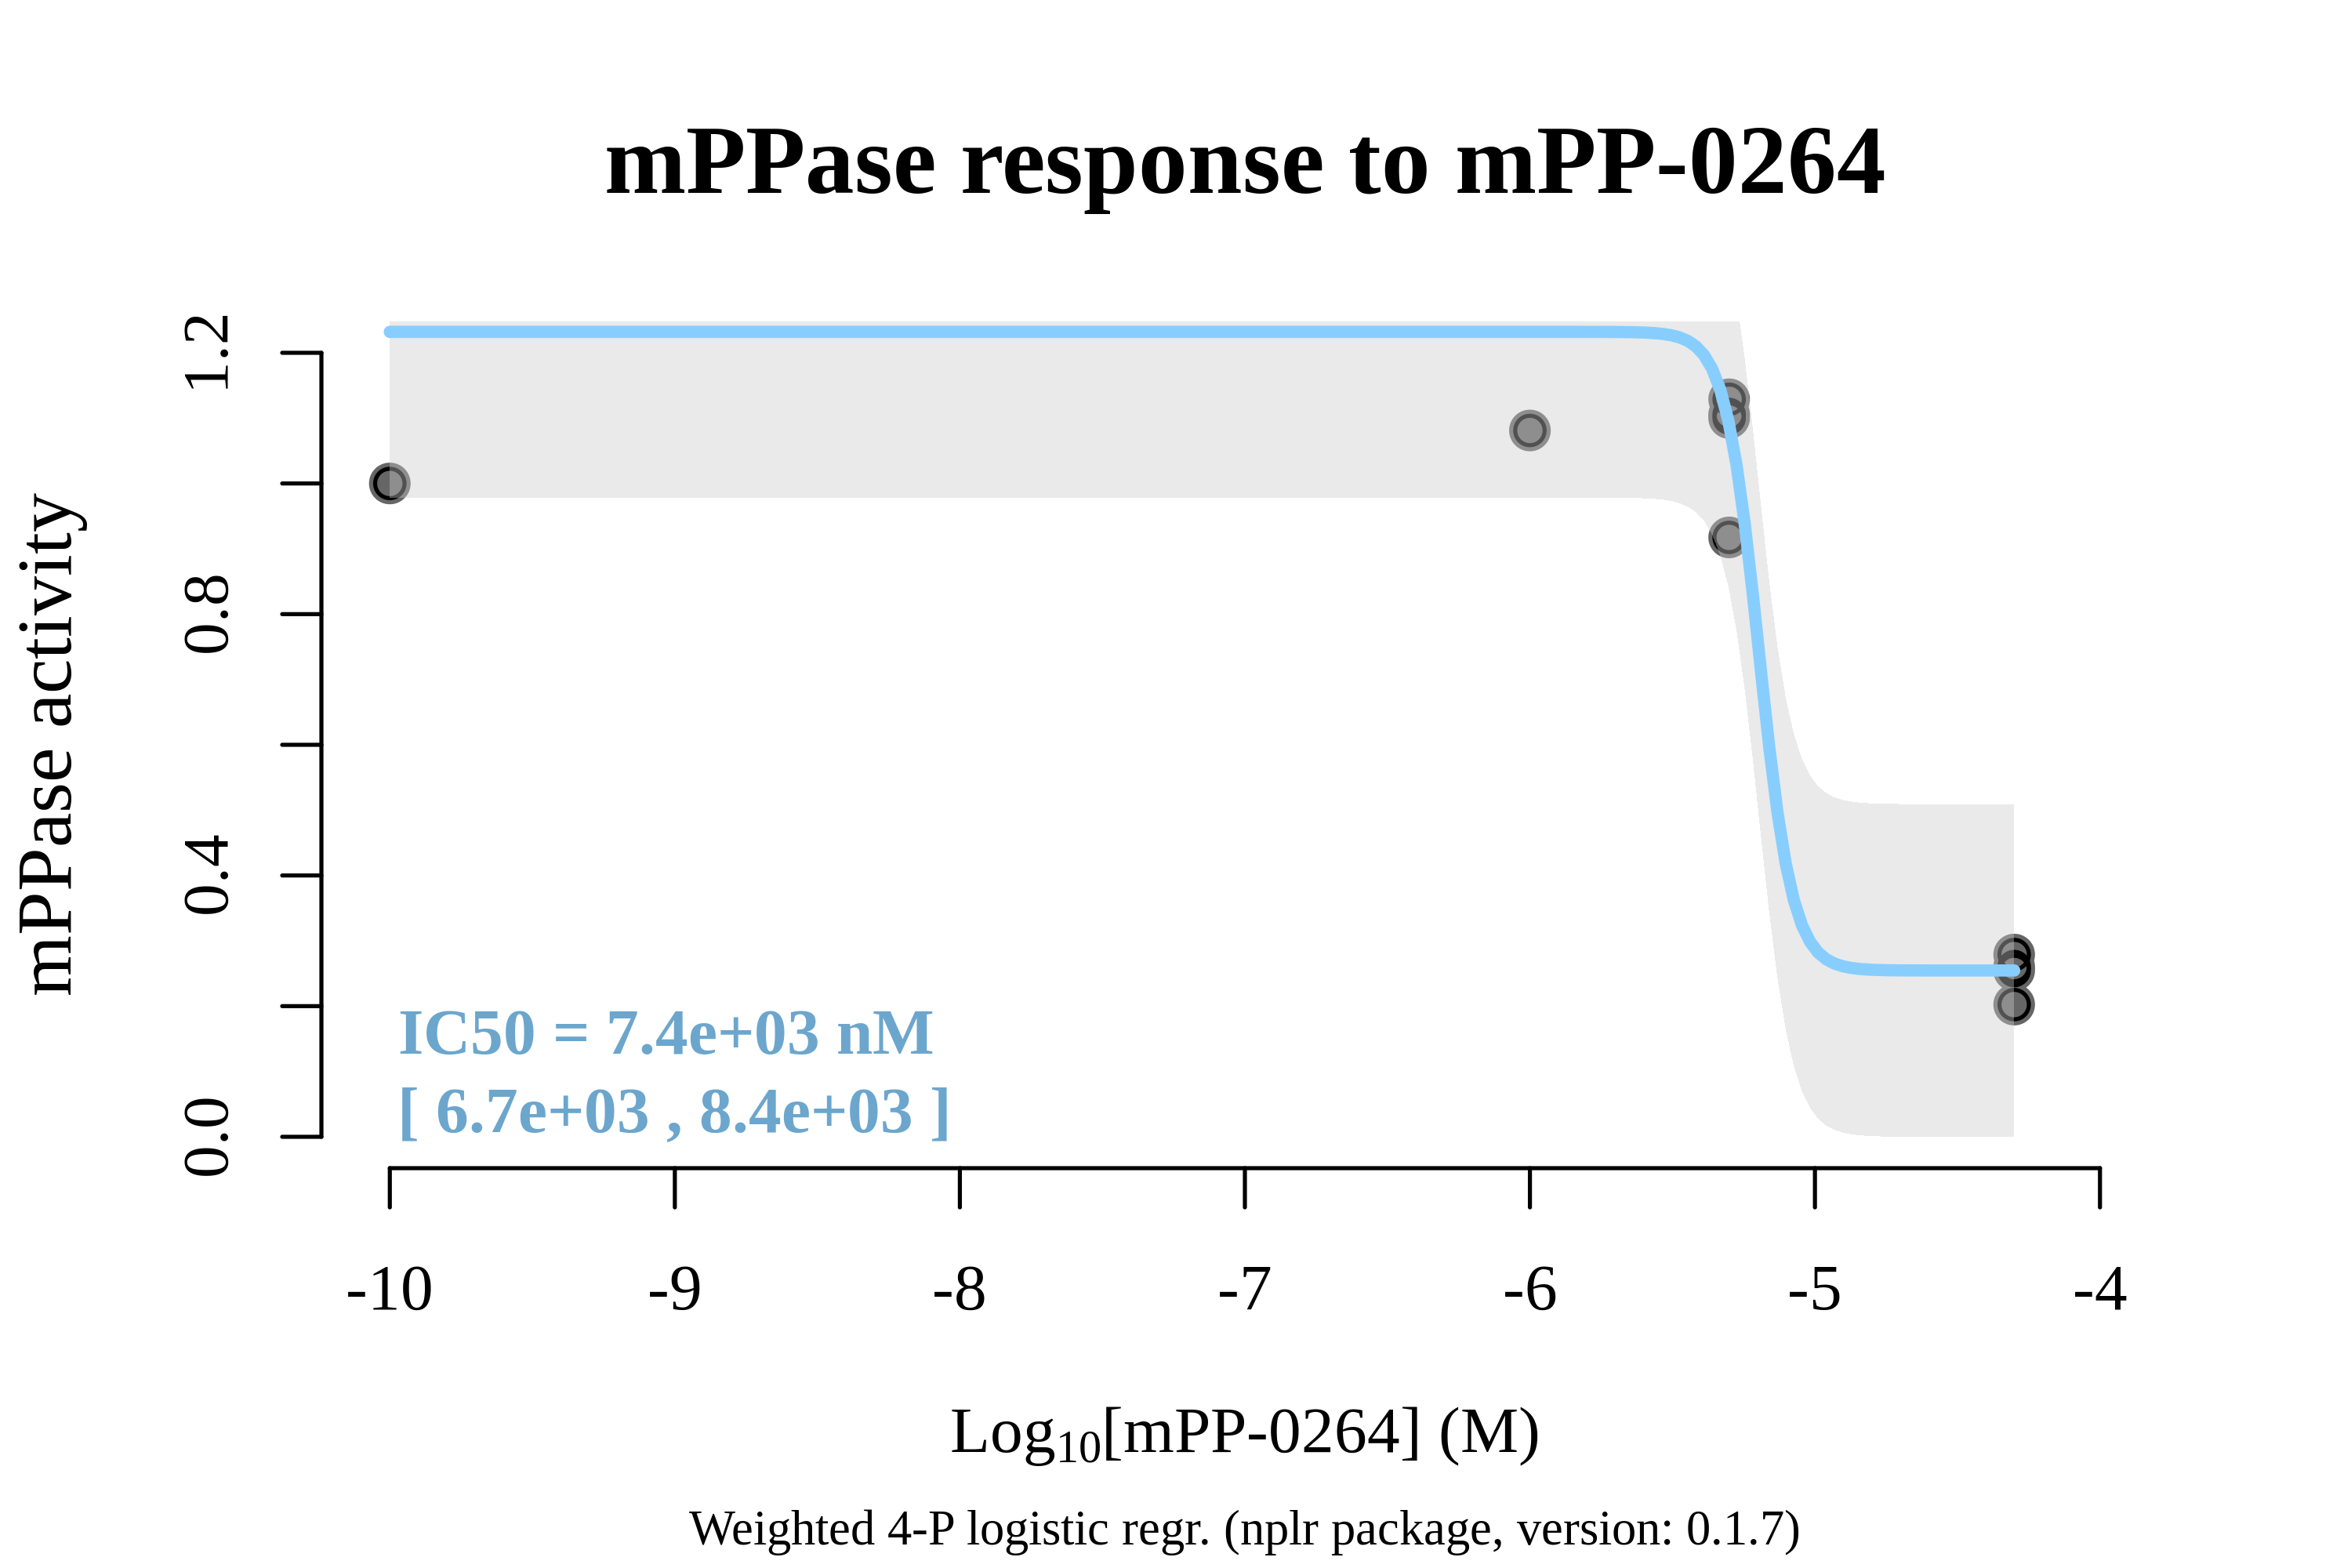 mPPase response to mPP-0264
mPPase activity
1.2
0.8
0.4
0.0
IC50 = 7.4e+03 nM
[ 6.7e+03 , 8.4e+03 ]
-10 -9 -8 -7 -6 -5 -4
Log10[mPP-0264] (M)
Weighted 4-P logistic regr. (nplr package, version: 0.1.7)